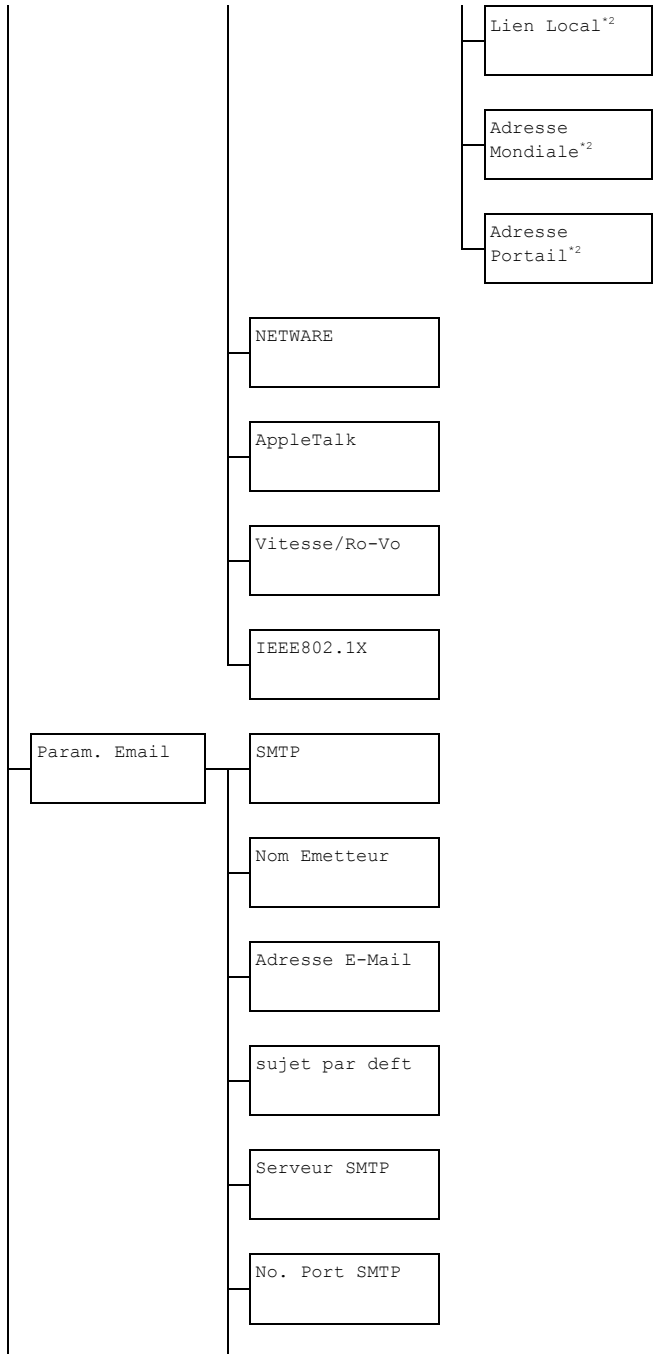 Lien Local*2
Adresse
Mondiale*2
Adresse
Portail*2
NETWARE
AppleTalk
Vitesse/Ro-Vo
IEEE802.1X
Param. Email
SMTP
Nom Emetteur
Adresse E-Mail
sujet par deft
Serveur SMTP
No. Port SMTP